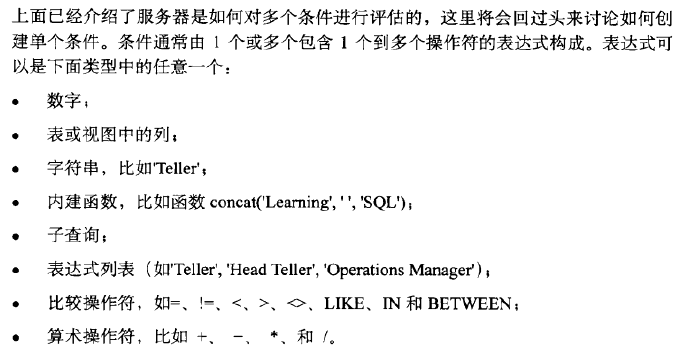 上面已经介绍了服务器是如何对多个条件进行评估的，这里将会回过头来讨论如何创
建单个条件。条件通常由 1 个或多个包含 1 个到多个操作符的表达式构成。表达式可
以是下面类型中的任意一个：
• 数字；
• 表或视图中的列；
• 字符串，比如'Teller'；
• 内建函数，比如函数 concat('Learning', ' ', 'SQL')；
• 子查询；
• 表达式列表（如'Teller', 'Head Teller', 'Operations Manager'）；
• 比较操作符，如=、!=、<、>、<>、LIKE、IN 和 BETWEEN；
• 算术操作符，比如 +、 −、 *、和 /。